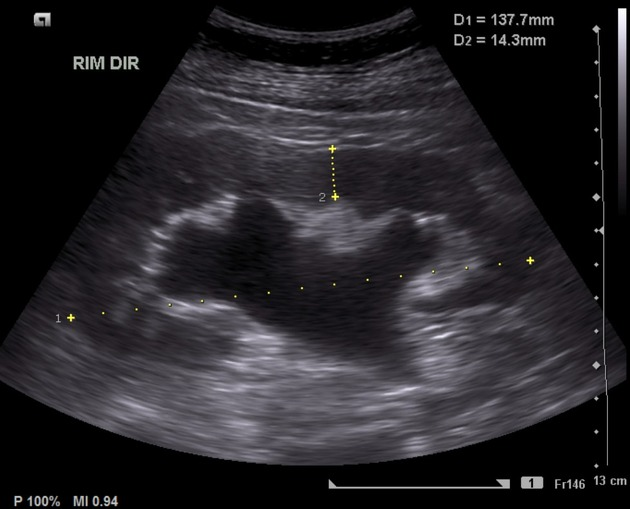 D1 = 137.7mm
D2 = 14.3mm
RIM DIR
2
1
1 Fr146 13 cm
P 100% MI 0.94